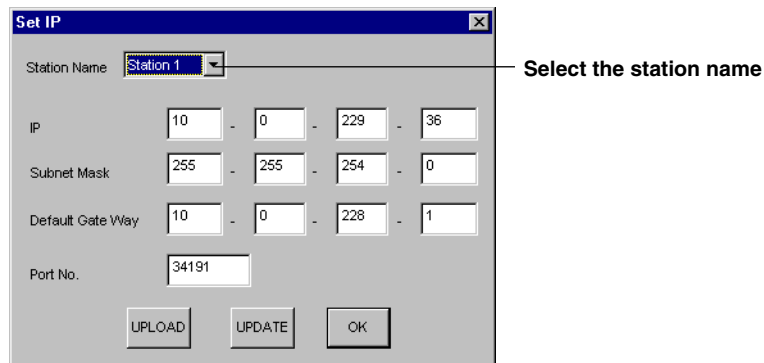 Set IP
Station Name Station 1
Select the station name
IP 10 - 0 - 229 - 36
Subnet Mask 255 - 255 - 254 - 0
Default Gate Way 10 - 0 - 228 - 1
Port No. 34191
UPLOAD UPDATE OK